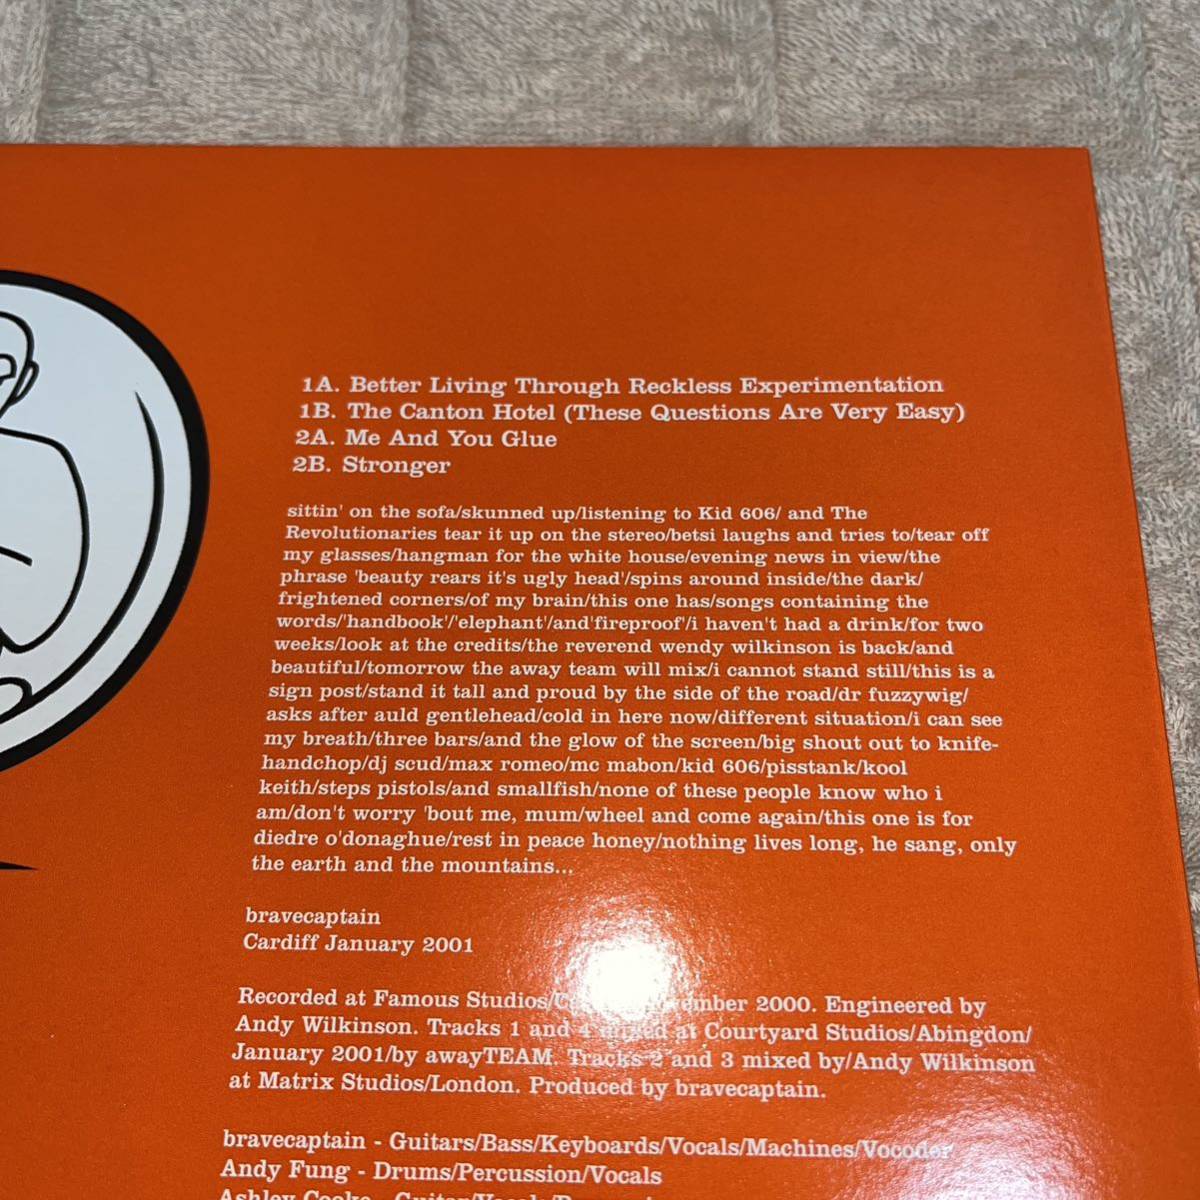 1A. Better Living Through Reckless Experimentation
1B. The Canton Hotel (These Questions Are Very Easy)
2A. Me And You Glue
2B. Stronger
sittin' on the sofa/skunned up/listening to Kid 606/ and The
Revolutionaries tear it up on the stereo/betsi laughs and tries to/tear off
my glasses/hangman for the white house/evening news in view/the
phrase 'beauty rears it's ugly head'/spins around inside/the dark/
frightened corners/of my brain/this one has/songs containing the
words/'handbook'/'elephant'/and'fireproof'/i haven't had a drink/for two
weeks/look at the credits/the reverend wendy wilkinson is back/and
beautiful/tomorrow the away team will mix/i cannot stand still/this is a
sign post/stand it tall and proud by the side of the road/dr fuzzywig/
asks after auld gentlehead/cold in here now/different situation/i can see
my breath/three bars/and the glow of the screen/big shout out to knife-
handchop/dj scud/max romeo/mc mabon/kid 606/pisstank/kool
keith/steps pistols/and smallfish/none of these people know who i
am/don't worry 'bout me, mum/wheel and come again/this one is for
diedre o'donaghue/rest in peace honey/nothing lives long, he sang, only
the earth and the mountains...
bravecaptain
Cardiff January 2001
Recorded at Famous Studios/ 2000. Engineered by
Andy Wilkinson. Tracks 1 and 4 mixed at Courtyard Studios/Abingdon/
January 2001/by awayTEAM. Tracks 2 and 3 mixed by/Andy Wilkinson
at Matrix Studios/London. Produced by bravecaptain.
bravecaptain - Guitars/Bass/Keyboards/Vocals/Machines/Vocoder
Andy Fung - Drums/Percussion/Vocals
Ashley Cooke - Guitar/Vocals/